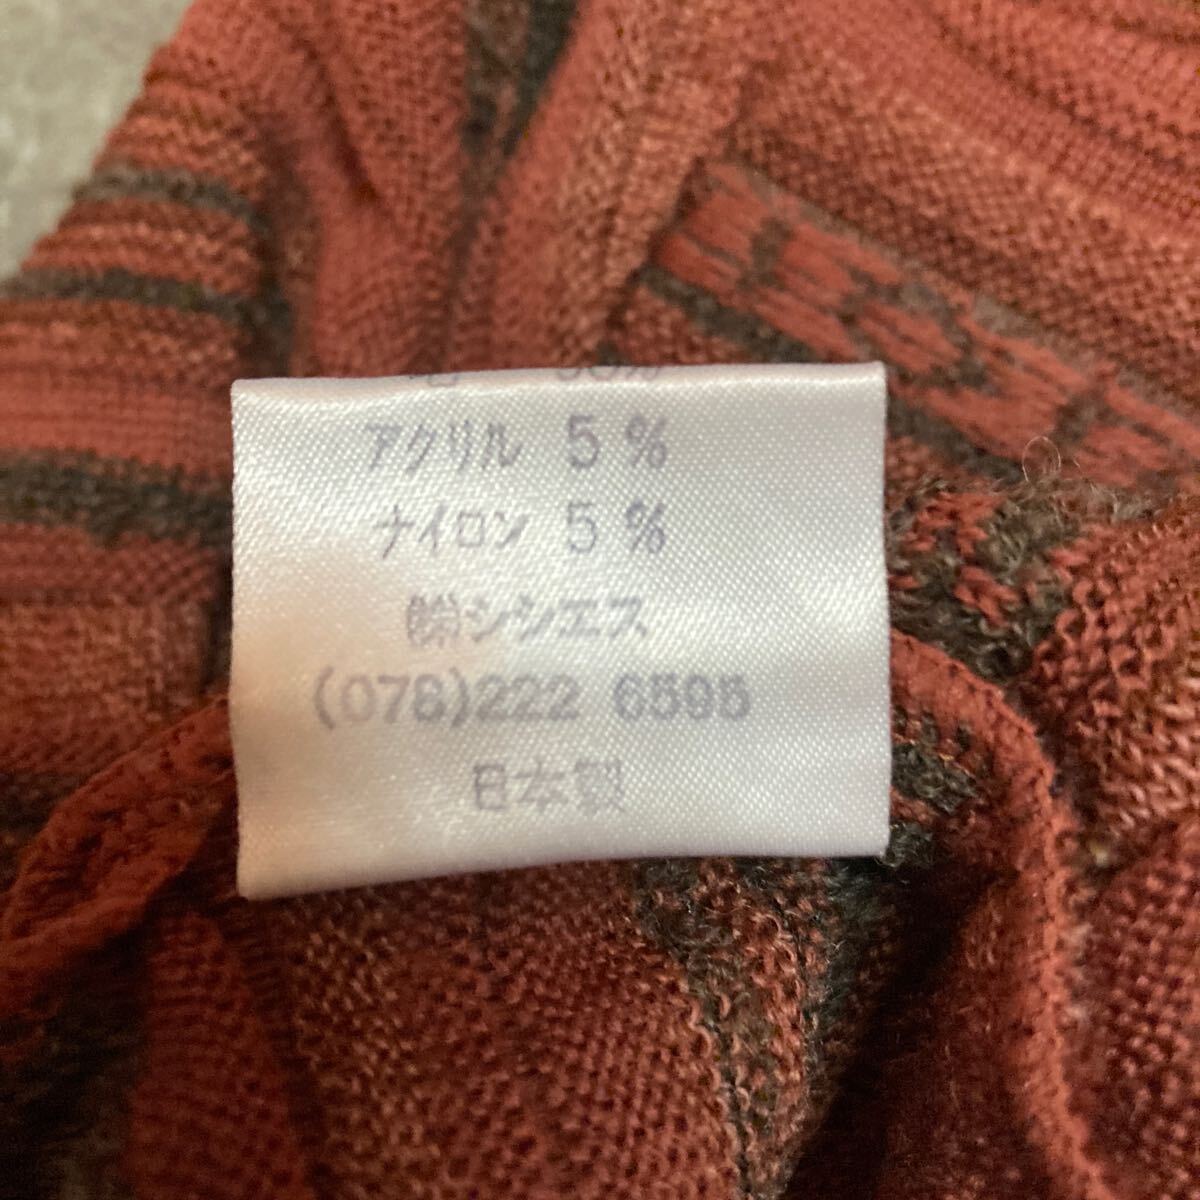 アクリル 5%
ナイロン 5%
㈱シシエス
(078)222 6595
日本製